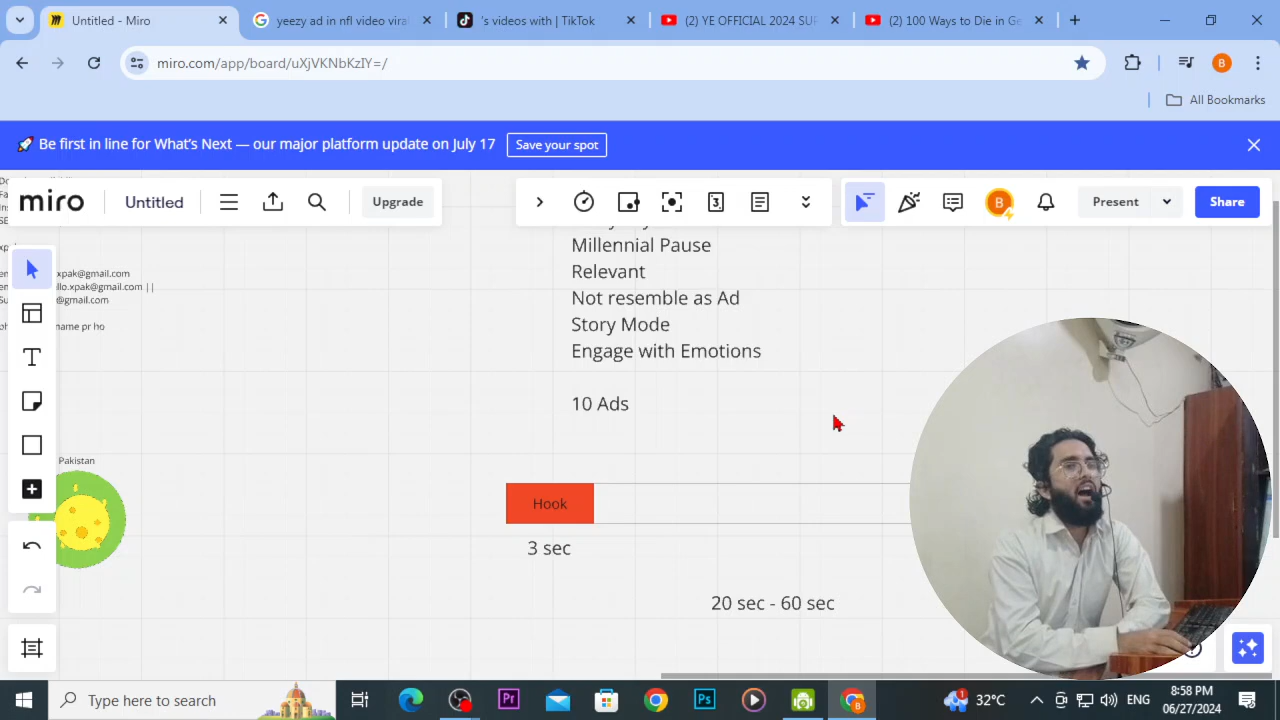 Untitled - Miro
yeezy ad in nfl video viral
's videos with | TikTok
(2) YE OFFICIAL 2024 SUP
(2) 100 Ways to Die in Ge
miro.com/app/board/uXjVKNbKzIY=/
B
All Bookmarks
🚀 Be first in line for What's Next — our major platform update on July 17
Save your spot
miro
Untitled
Upgrade
3
B
Present
Share
Millennial Pause
Relevant
Not resemble as Ad
Story Mode
Engage with Emotions
10 Ads
xpak@gmail.com
llo.xpak@gmail.com ||
@gmail.com
name pr ho
Pakistan
T
Hook
3 sec
20 sec - 60 sec
Type here to search
Pr
Ps
B
1
32°C
ENG
8:58 PM
06/27/2024